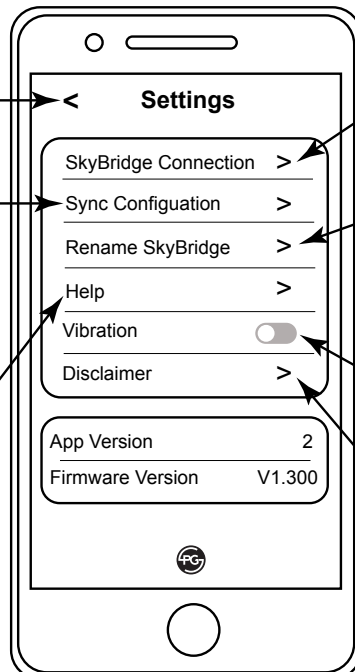 < Settings
SkyBridge Connection >
Sync Configuation >
Rename SkyBridge >
Help >
Vibration
Disclaimer >
App Version 2
Firmware Version V1.300
PG